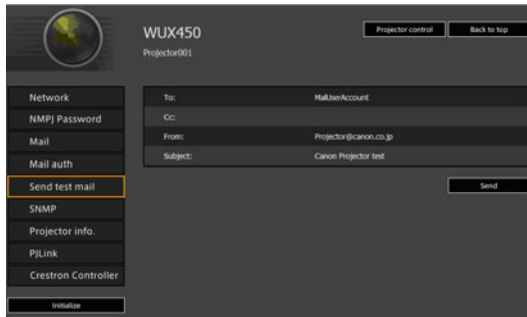 WUX450
Projector001
Projector control
Back to top
Network
NMPJ Password
Mail
Mail auth
Send test mail
SNMP
Projector info.
PJLink
Crestron Controller
Initialize
To: MailUserAccount
Cc:
From: Projector@canon.co.jp
Subject: Canon Projector test
Send